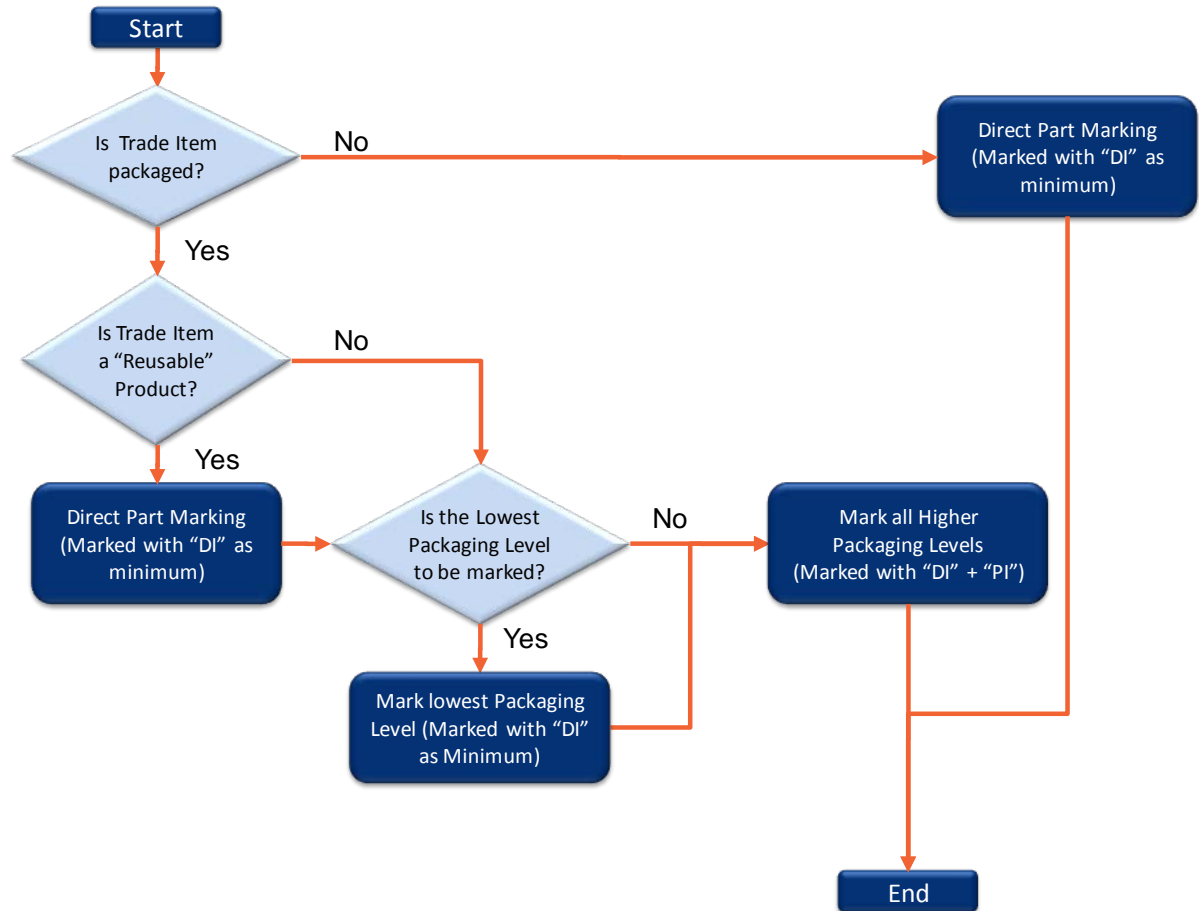 Start
Is Trade Item
packaged?
No
Direct Part Marking
(Marked with “DI” as
minimum)
Yes
Is Trade Item
a “Reusable”
Product?
No
Yes
Direct Part Marking
(Marked with “DI” as
minimum)
Is the Lowest
Packaging Level
to be marked?
No
Mark all Higher
Packaging Levels
(Marked with “DI” + “PI”)
Yes
Mark lowest Packaging
Level (Marked with “DI”
as Minimum)
End